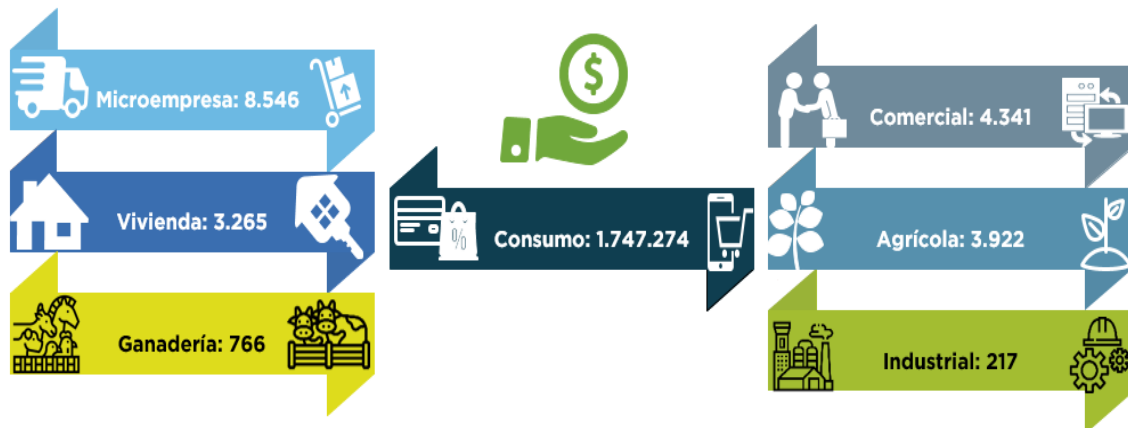 Microempresa: 8.546
Vivienda: 3.265
Ganadería: 766
$
%
Consumo: 1.747.274
Comercial: 4.341
Agrícola: 3.922
Industrial: 217